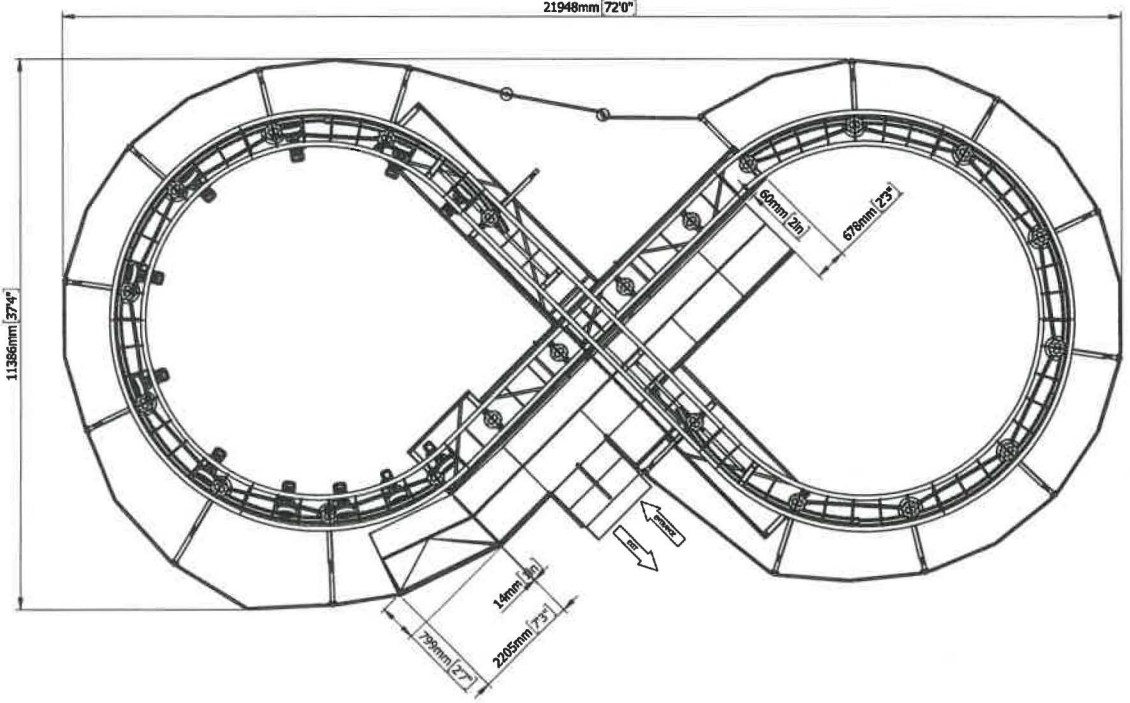 21948mm [72'0"]
11386mm [37'4"]
60mm [2in]
678mm [2'3"]
ENTRANCE
EXIT
14mm [1in]
2205mm [7'3"]
799mm [2'7"]